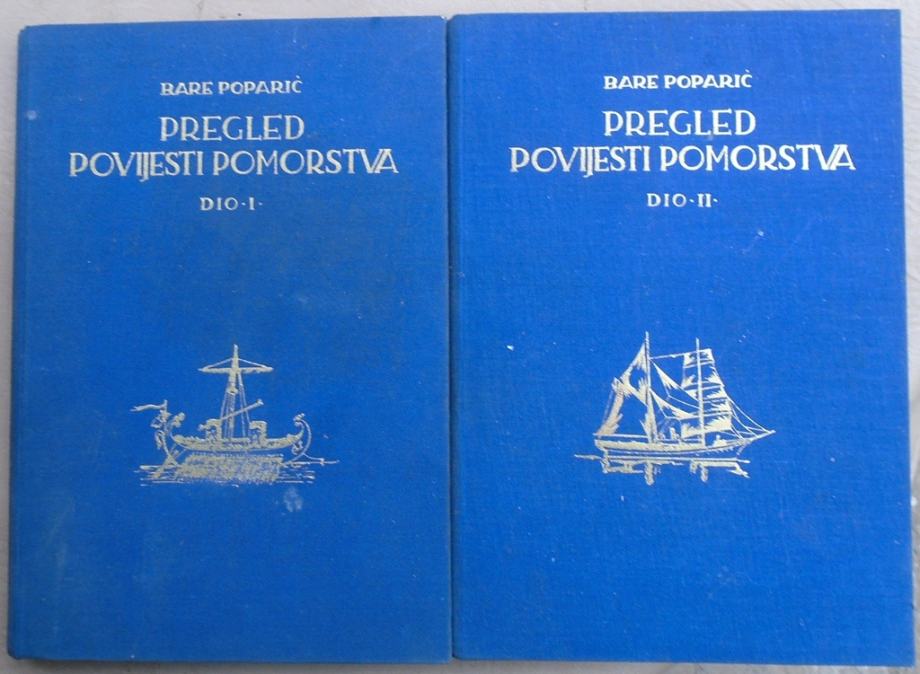 BARE POPARIĆ
PREGLED
POVIJESTI POMORSTVA
DIO·I·
BARE POPARIĆ
PREGLED
POVIJESTI POMORSTVA
DIO·II·